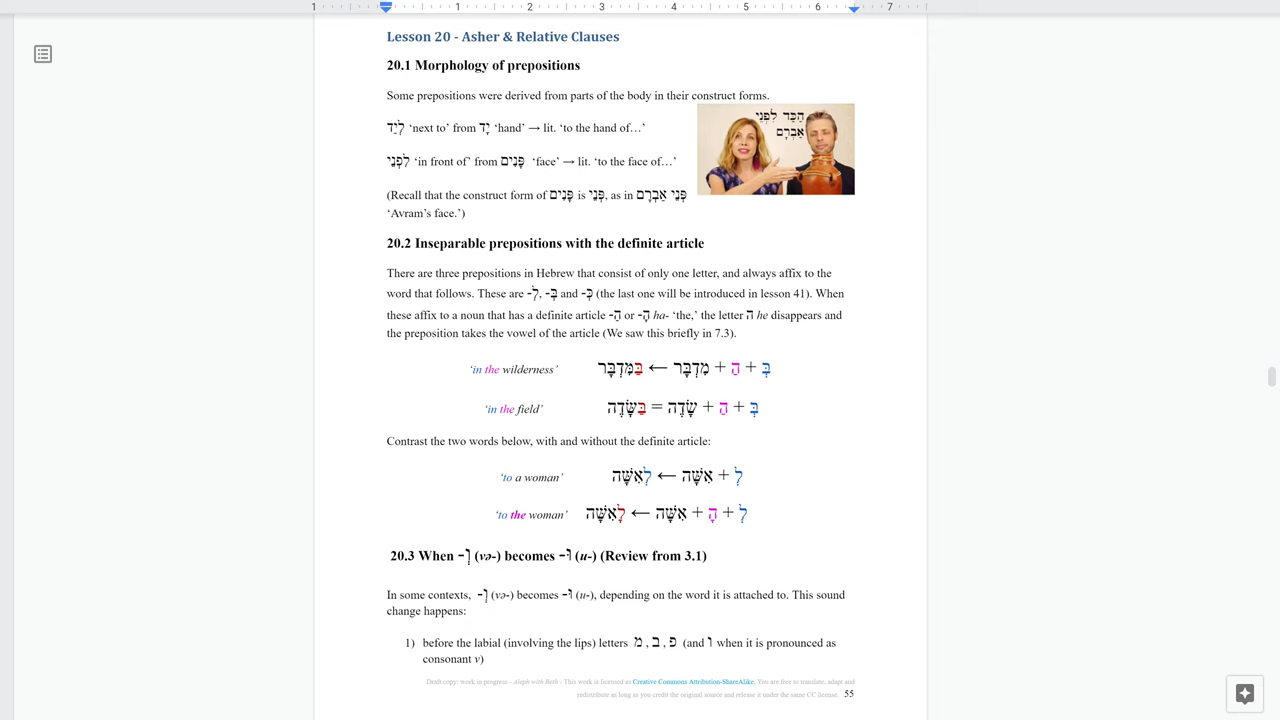 1 1 2 3 4 5 6 7
Lesson 20 - Asher & Relative Clauses
20.1 Morphology of prepositions
Some prepositions were derived from parts of the body in their construct forms.
לְיַד ‘next to’ from יָד ‘hand’ → lit. ‘to the hand of…’
לִפְנֵי ‘in front of’ from פָּנִים ‘face’ → lit. ‘to the face of…’
(Recall that the construct form of פָּנִים is פְּנֵי, as in פְּנֵי אַבְרָם
‘Avram’s face.’)
הַכַּד לִפְנֵי
אַבְרָם
20.2 Inseparable prepositions with the definite article
There are three prepositions in Hebrew that consist of only one letter, and always affix to the
word that follows. These are לְ-, בְּ- and כְּ- (the last one will be introduced in lesson 41). When
these affix to a noun that has a definite article הַ- or הָ- ha- ‘the,’ the letter ה he disappears and
the preposition takes the vowel of the article (We saw this briefly in 7.3).
‘in the wilderness’ בְּ + הַ + מִדְבָּר ← בַּמִּדְבָּר
‘in the field’ בְּ + הַ + שָׂדֶה = בַּשָּׂדֶה
Contrast the two words below, with and without the definite article:
‘to a woman’ לְ + אִשָּׁה ← לְאִשָּׁה
‘to the woman’ לְ + הָ + אִשָּׁה ← לָאִשָּׁה
20.3 When וְ- (və-) becomes וּ- (u-) (Review from 3.1)
In some contexts, וְ- (və-) becomes וּ- (u-), depending on the word it is attached to. This sound
change happens:
1) before the labial (involving the lips) letters מ , ב , פ (and ו when it is pronounced as
consonant v)
Draft copy: work in progress - Aleph with Beth - This work is licensed as Creative Commons Attribution-ShareAlike. You are free to translate, adapt and
redistribute as long as you credit the original source and release it under the same CC license. 55